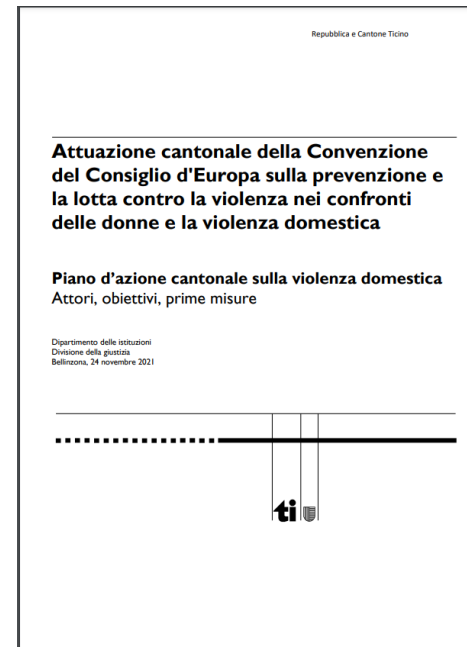 Repubblica e Cantone Ticino
Attuazione cantonale della Convenzione
del Consiglio d'Europa sulla prevenzione e
la lotta contro la violenza nei confronti
delle donne e la violenza domestica
Piano d’azione cantonale sulla violenza domestica
Attori, obiettivi, prime misure
Dipartimento delle istituzioni
Divisione della giustizia
Bellinzona, 24 novembre 2021
ti